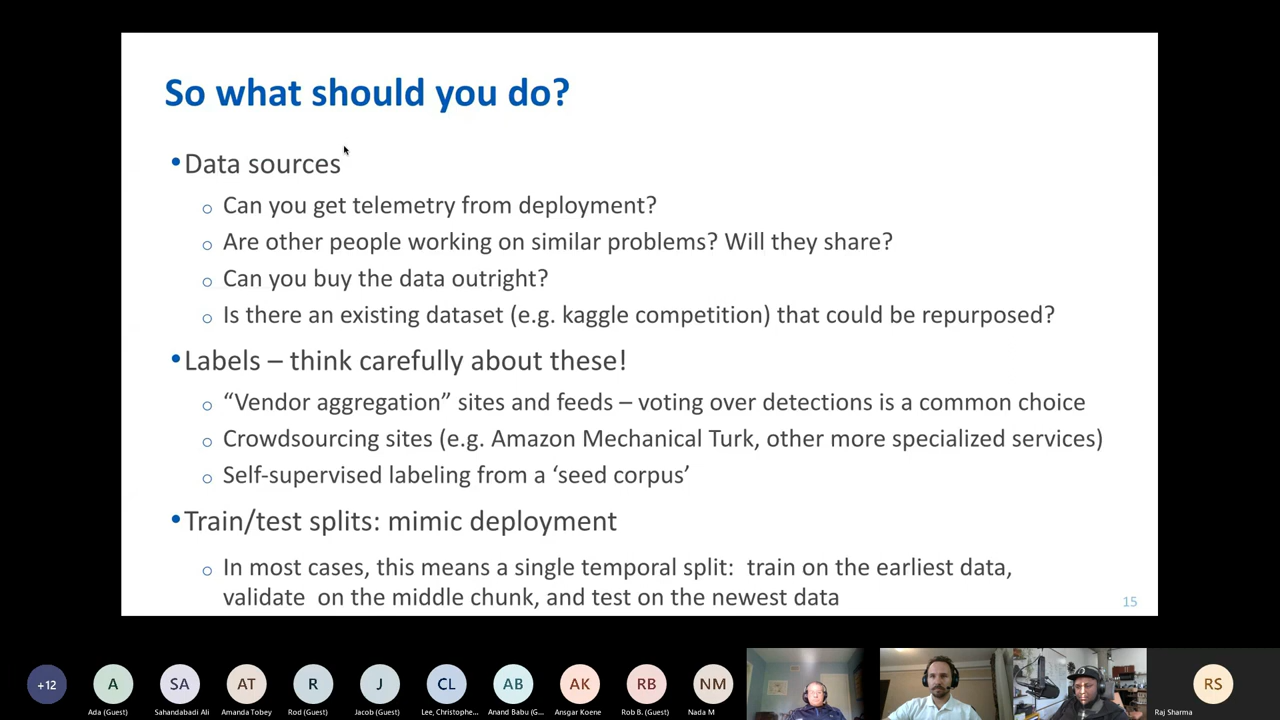 So what should you do?
•Data sources
o Can you get telemetry from deployment?
o Are other people working on similar problems? Will they share?
o Can you buy the data outright?
o Is there an existing dataset (e.g. kaggle competition) that could be repurposed?
•Labels – think carefully about these!
o “Vendor aggregation” sites and feeds – voting over detections is a common choice
o Crowdsourcing sites (e.g. Amazon Mechanical Turk, other more specialized services)
o Self-supervised labeling from a ‘seed corpus’
•Train/test splits: mimic deployment
o In most cases, this means a single temporal split: train on the earliest data,
validate on the middle chunk, and test on the newest data
15
+12 A SA AT R J CL AB AK RB NM RS
Ada (Guest) Sahandabadi Ali Amanda Tobey Rod (Guest) Jacob (Guest) Lee, Christophe... Anand Babu (G... Ansgar Koene Rob B. (Guest) Nada M Raj Sharma